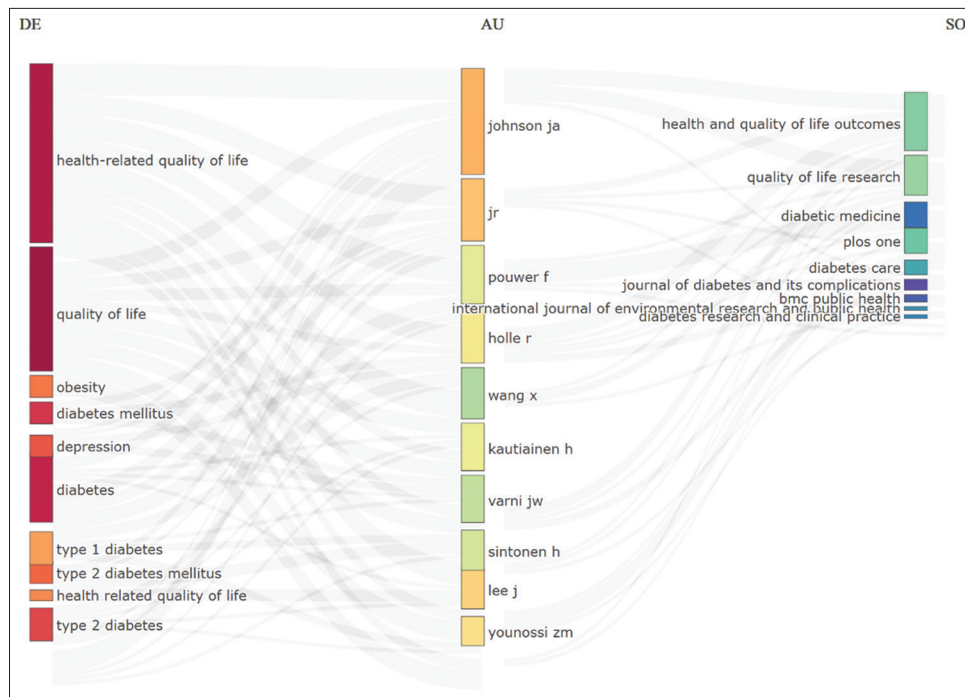 DE
AU
SO
health-related quality of life
quality of life
obesity
diabetes mellitus
depression
diabetes
type 1 diabetes
type 2 diabetes mellitus
health related quality of life
type 2 diabetes
johnson ja
jr
pouwer f
holle r
wang x
kautiainen h
varni jw
sintonen h
lee j
younossi zm
health and quality of life outcomes
quality of life research
diabetic medicine
plos one
diabetes care
journal of diabetes and its complications
bmc public health
international journal of environmental research and public health
diabetes research and clinical practice